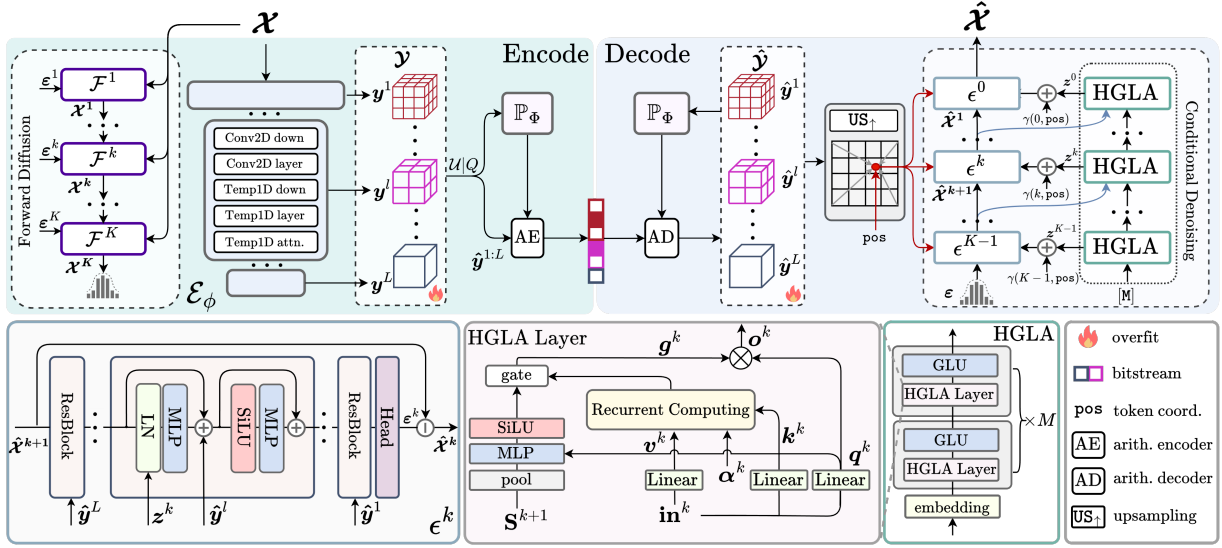 𝓧
𝓧̂
Encode
Decode
Forward Diffusion
ε¹
𝓕¹
𝓧¹
εᵏ
𝓕ᵏ
𝓧ᵏ
εᴷ
𝓕ᴷ
𝓧ᴷ
Conv2D down
Conv2D layer
Temp1D down
Temp1D layer
Temp1D attn.
𝓔_ϕ
𝓨
y¹
yˡ
yᴸ
𝒰|Q
ℙ_Φ
AE
ŷ^{1:L}
ℙ_Φ
AD
𝓨̂
ŷ¹
ŷˡ
ŷᴸ
US↑
pos
ϵ⁰
z⁰
HGLA
γ(0, pos)
𝓧̂¹
ϵᵏ
zᵏ
HGLA
γ(k, pos)
𝓧̂ᵏ⁺¹
ϵᴷ⁻¹
zᴷ⁻¹
HGLA
γ(K − 1, pos)
ε
[M]
Conditional Denoising
𝓧̂ᵏ⁺¹
ResBlock
LN
MLP
SiLU
MLP
ResBlock
Head
εᵏ
𝓧̂ᵏ
ŷᴸ
zᵏ
ŷˡ
ŷ¹
ϵᵏ
HGLA Layer
gᵏ
oᵏ
gate
Recurrent Computing
SiLU
MLP
pool
vᵏ
kᵏ
qᵏ
αᵏ
Linear
Linear
Linear
Sᵏ⁺¹
inᵏ
HGLA
GLU
HGLA Layer
GLU
HGLA Layer
×M
embedding
overfit
bitstream
pos token coord.
AE arith. encoder
AD arith. decoder
US↑ upsampling